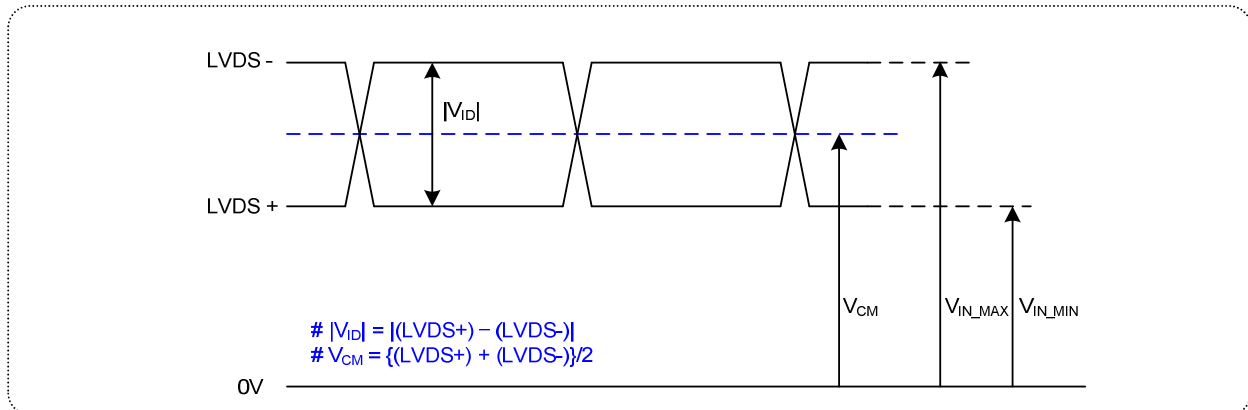 LVDS -
|VID|
LVDS +
VCM
VIN_MAX
VIN_MIN
# |VID| = |(LVDS+) – (LVDS-)|
# VCM = {(LVDS+) + (LVDS-)}/2
0V